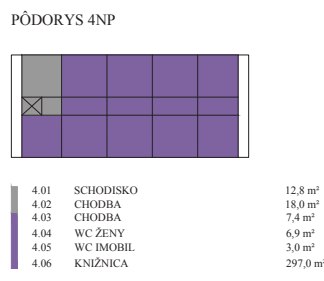 PÔDORYS 4NP
4.01 SCHODISKO 12,8 m²
4.02 CHODBA 18,0 m²
4.03 CHODBA 7,4 m²
4.04 WC ŽENY 6,9 m²
4.05 WC IMOBIL 3,0 m²
4.06 KNIŽNICA 297,0 m²